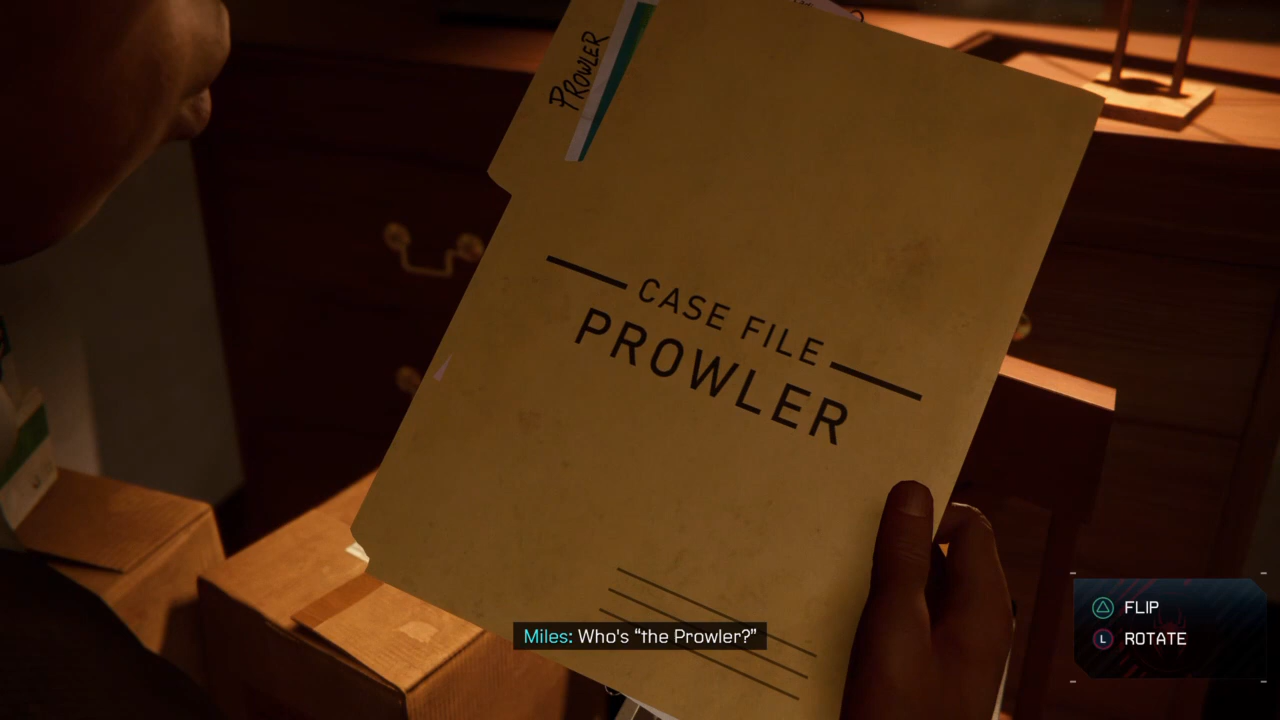 PROWLER
CASE FILE
PROWLER
Miles: Who's “the Prowler?”
FLIP
L ROTATE